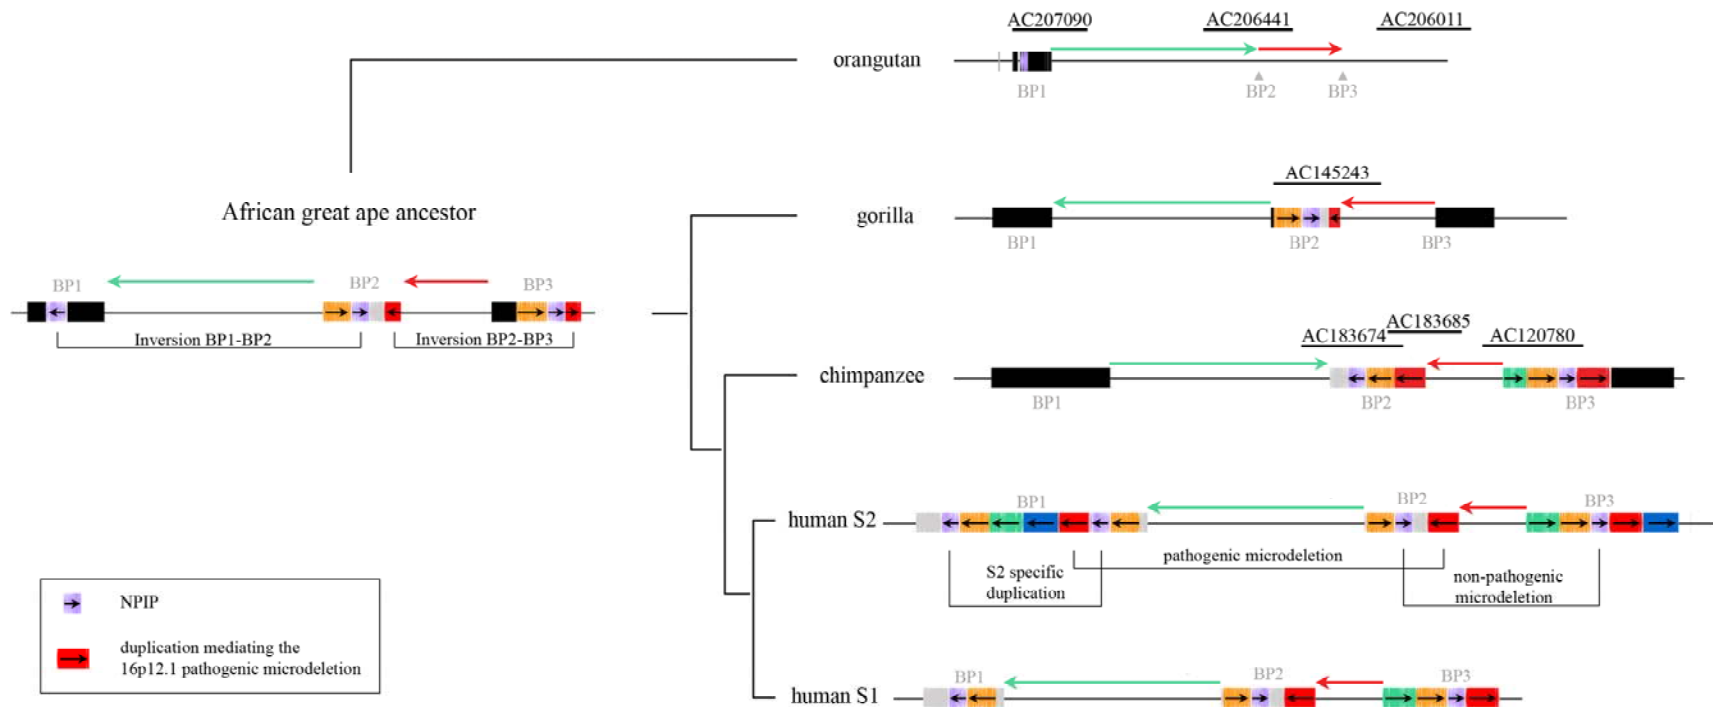 AC207090
AC206441
AC206011
orangutan
BP1
BP2
BP3
AC145243
African great ape ancestor
gorilla
BP1
BP2
BP3
BP1
BP2
BP3
Inversion BP1-BP2
Inversion BP2-BP3
AC183674
AC183685
AC120780
chimpanzee
BP1
BP2
BP3
human S2
BP1
BP2
BP3
S2 specific
duplication
pathogenic microdeletion
non-pathogenic
microdeletion
NPIP
duplication mediating the
16p12.1 pathogenic microdeletion
human S1
BP1
BP2
BP3